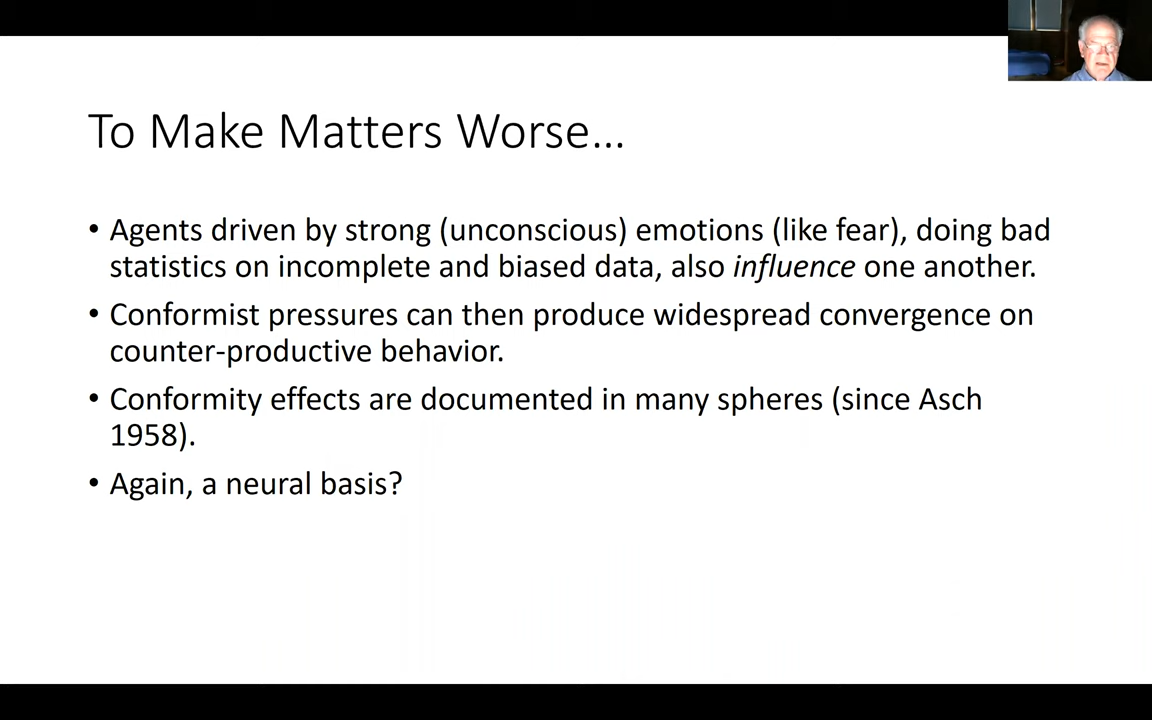 To Make Matters Worse...
• Agents driven by strong (unconscious) emotions (like fear), doing bad
statistics on incomplete and biased data, also influence one another.
• Conformist pressures can then produce widespread convergence on
counter-productive behavior.
• Conformity effects are documented in many spheres (since Asch
1958).
• Again, a neural basis?